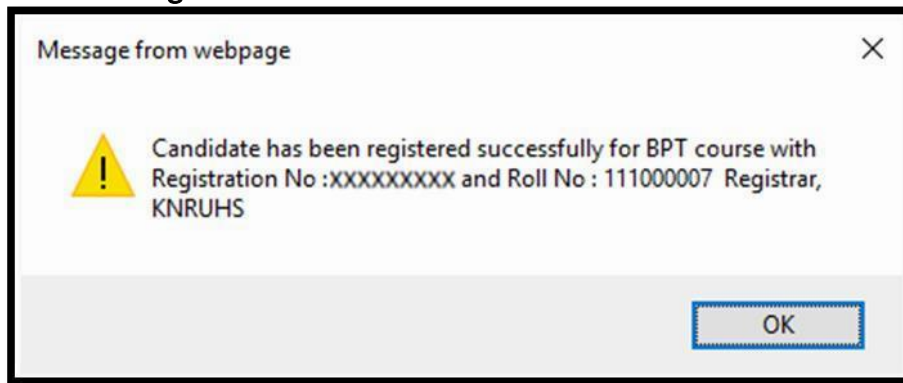 Message from webpage
Candidate has been registered successfully for BPT course with
Registration No :XXXXXXXXX and Roll No : 111000007 Registrar,
KNRUHS
OK